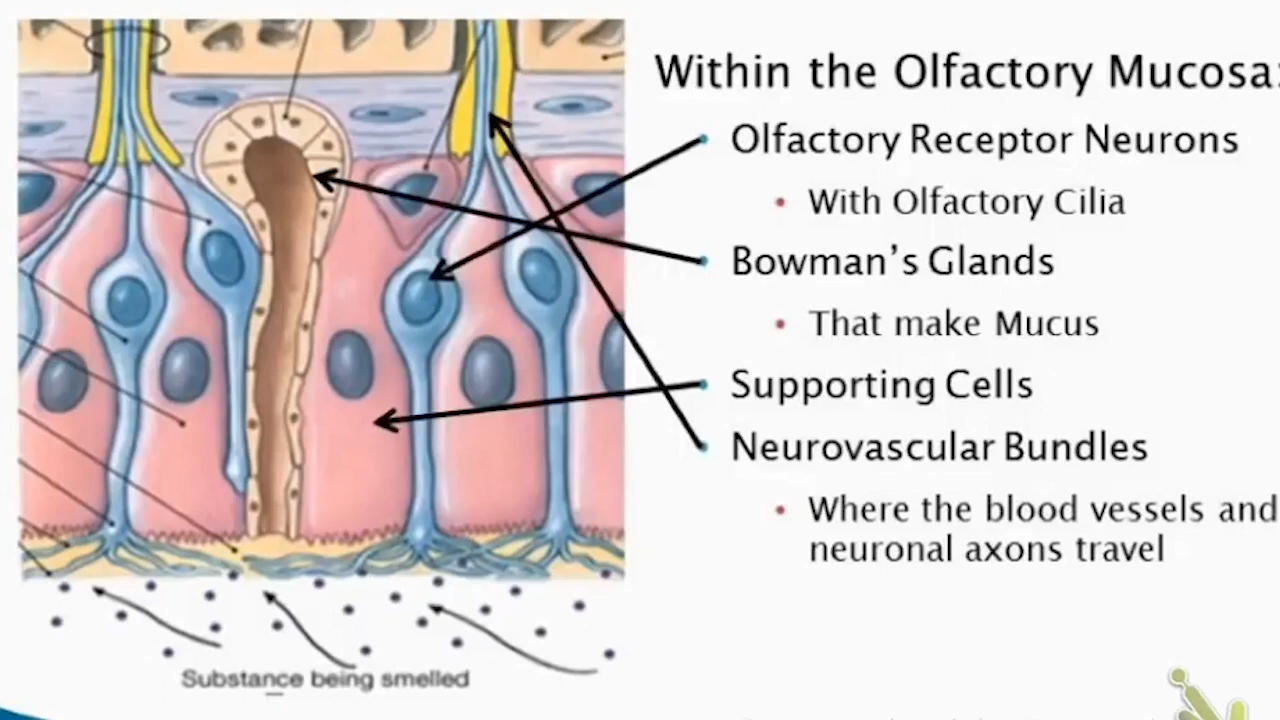 Within the Olfactory Mucosa:
Olfactory Receptor Neurons
With Olfactory Cilia
Bowman's Glands
That make Mucus
Supporting Cells
Neurovascular Bundles
Where the blood vessels and
neuronal axons travel
Substance being smelled